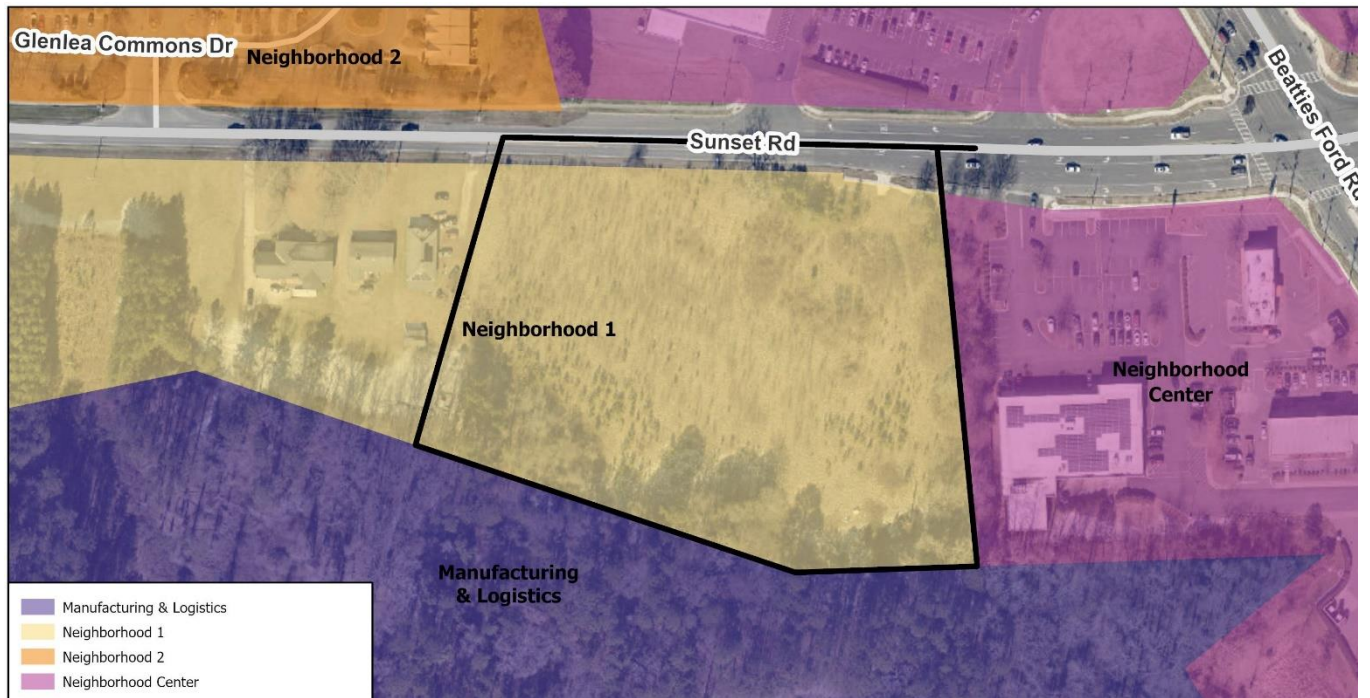 Glenlea Commons Dr
Neighborhood 2
Beatties Ford Rd
Sunset Rd
Neighborhood 1
Neighborhood
Center
Manufacturing
& Logistics
Manufacturing & Logistics
Neighborhood 1
Neighborhood 2
Neighborhood Center